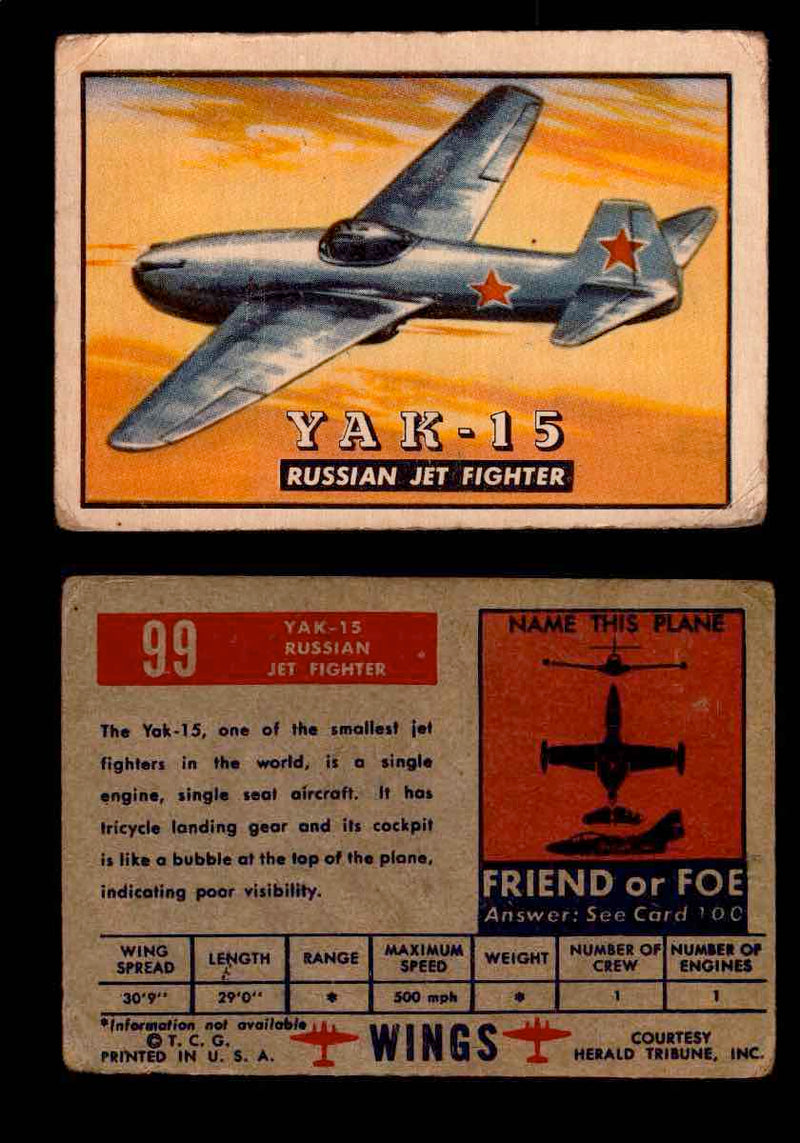 YAK-15
RUSSIAN JET FIGHTER
99
YAK-15
RUSSIAN
JET FIGHTER
The Yak-15, one of the smallest jet
fighters in the world, is a single
engine, single seat aircraft. It has
tricycle landing gear and its cockpit
is like a bubble at the top of the plane,
indicating poor visibility.
NAME THIS PLANE
FRIEND or FOE
Answer: See Card 100
WING SPREAD LENGTH RANGE MAXIMUM SPEED WEIGHT NUMBER OF CREW NUMBER OF ENGINES
30'9" 29'0" * 500 mph * 1 1
*Information not available
© T. C. G.
PRINTED IN U. S. A.
WINGS
COURTESY
HERALD TRIBUNE, INC.